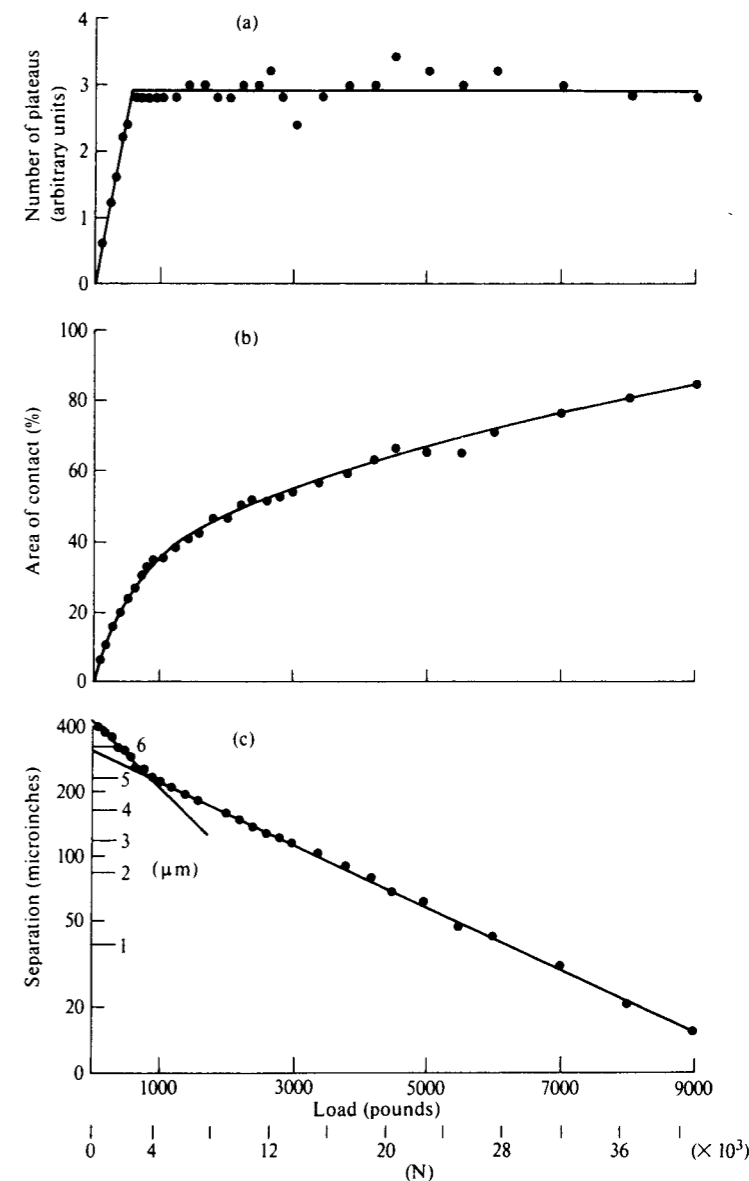 (a)
Number of plateaus
(arbitrary units)
4
3
2
1
0
(b)
Area of contact (%)
100
80
60
40
20
0
(c)
Separation (microinches)
400
200
100
50
20
0
6
5
4
3
2
1
(μm)
1000 3000 5000 7000 9000
Load (pounds)
0 4 12 20 28 36 (× 10³)
(N)